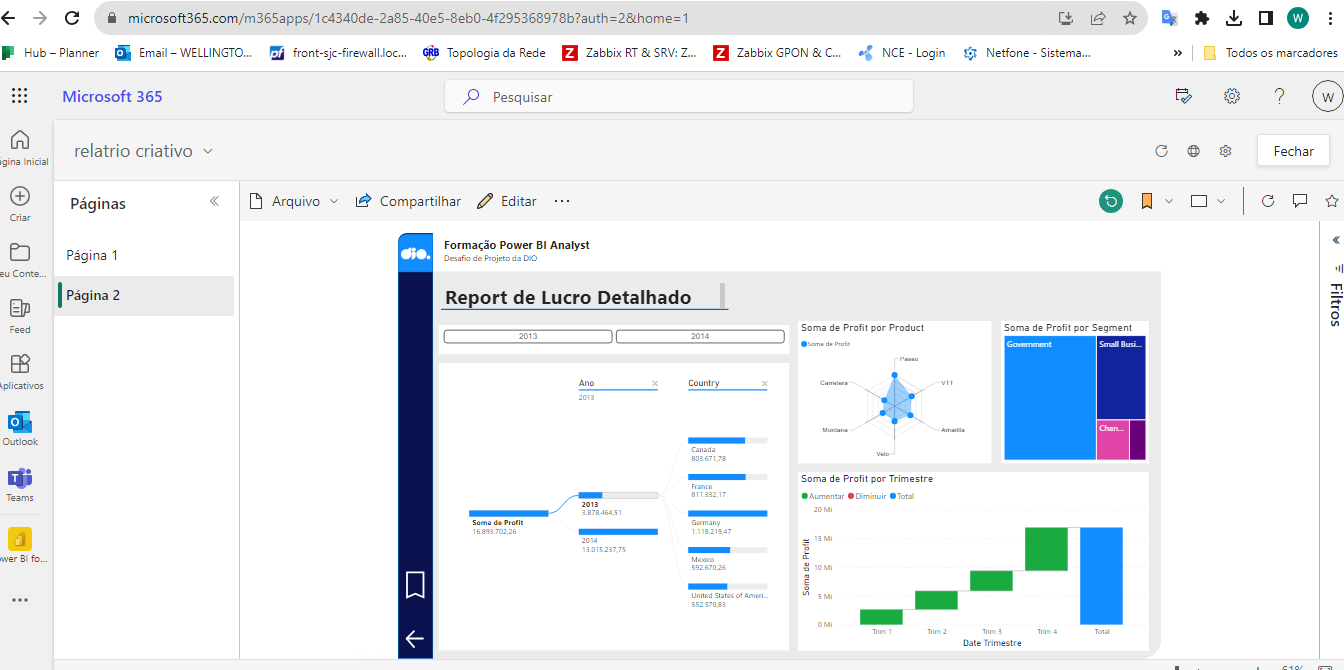 microsoft365.com/m365apps/1c4340de-2a85-40e5-8eb0-4f295368978b?auth=2&home=1
W
Hub – Planner
Email – WELLINGTO...
front-sjc-firewall.loc...
GRB
Topologia da Rede
Z
Zabbix RT & SRV: Z...
Z
Zabbix GPON & C...
NCE - Login
Netfone - Sistema...
»
Todos os marcadores
Microsoft 365
Pesquisar
W
ágina Inicial
Criar
eu Conte...
Feed
Aplicativos
Outlook
Teams
ower BI fo...
relatrio criativo
Fechar
Páginas
Página 1
Página 2
Arquivo
Compartilhar
Editar
Filtros
dio.
Formação Power BI Analyst
Desafio de Projeto da DIO
Report de Lucro Detalhado
2013
2014
Ano
2013
Country
Soma de Profit
16.893.702,26
2013
3.878.464,51
2014
13.015.237,75
Canada
803.671,78
France
811.332,17
Germany
1.118.219,47
Mexico
592.670,26
United States of Ameri...
552.570,83
Soma de Profit por Product
Soma de Profit
Paseo
VTT
Amarilla
Velo
Montana
Carretera
Soma de Profit por Segment
Government
Small Busi...
Chan...
Soma de Profit por Trimestre
Aumentar
Diminuir
Total
Soma de Profit
20 Mi
15 Mi
10 Mi
5 Mi
0 Mi
Trim 1
Trim 2
Trim 3
Trim 4
Total
Date Trimestre